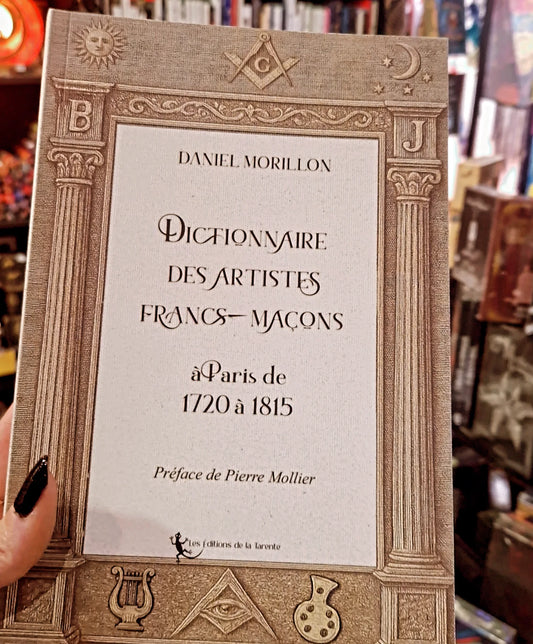 G
B
J
DANIEL MORILLON
DICTIONNAIRE
DES ARTISTES
FRANCS-MAÇONS
à Paris de
1720 à 1815
Préface de Pierre Mollier
Les Éditions de la Tarente